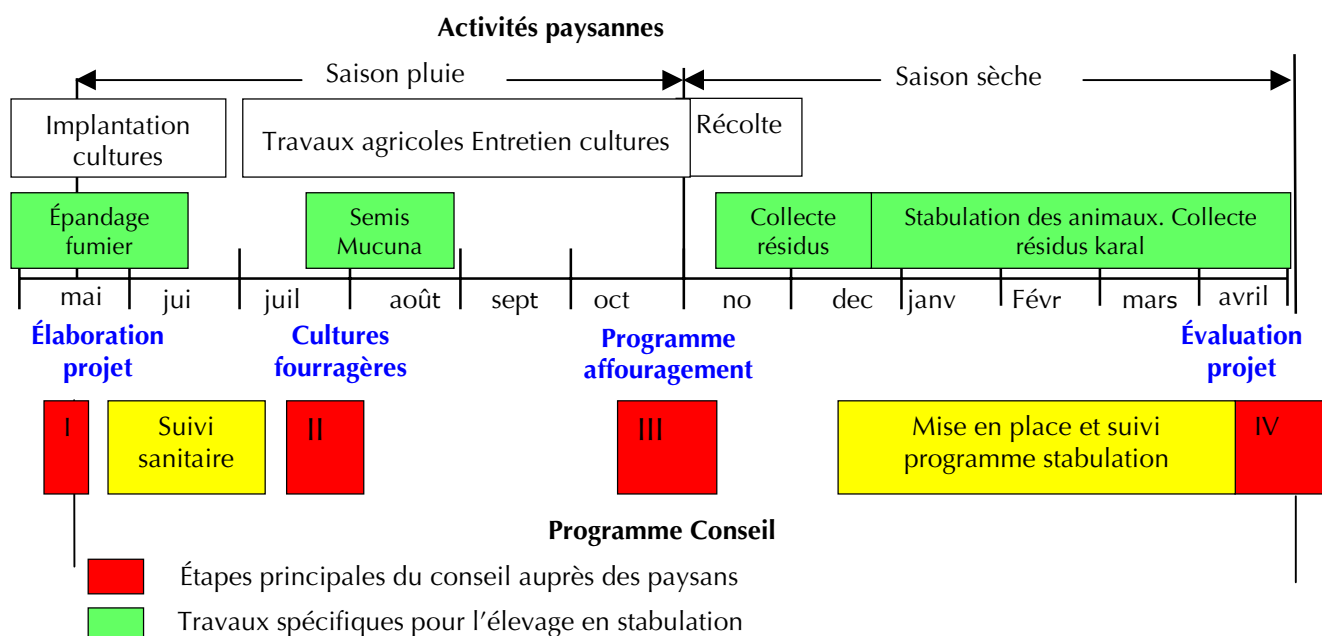 Activités paysannes
Saison pluie
Saison sèche
Implantation
cultures
Travaux agricoles Entretien cultures
Récolte
Épandage
fumier
Semis
Mucuna
Collecte
résidus
Stabulation des animaux. Collecte
résidus karal
mai jui juil août sept oct no dec janv Févr mars avril
Élaboration
projet
Cultures
fourragères
Programme
affouragement
Évaluation
projet
I
Suivi
sanitaire
II
III
Mise en place et suivi
programme stabulation
IV
Programme Conseil
Étapes principales du conseil auprès des paysans
Travaux spécifiques pour l'élevage en stabulation